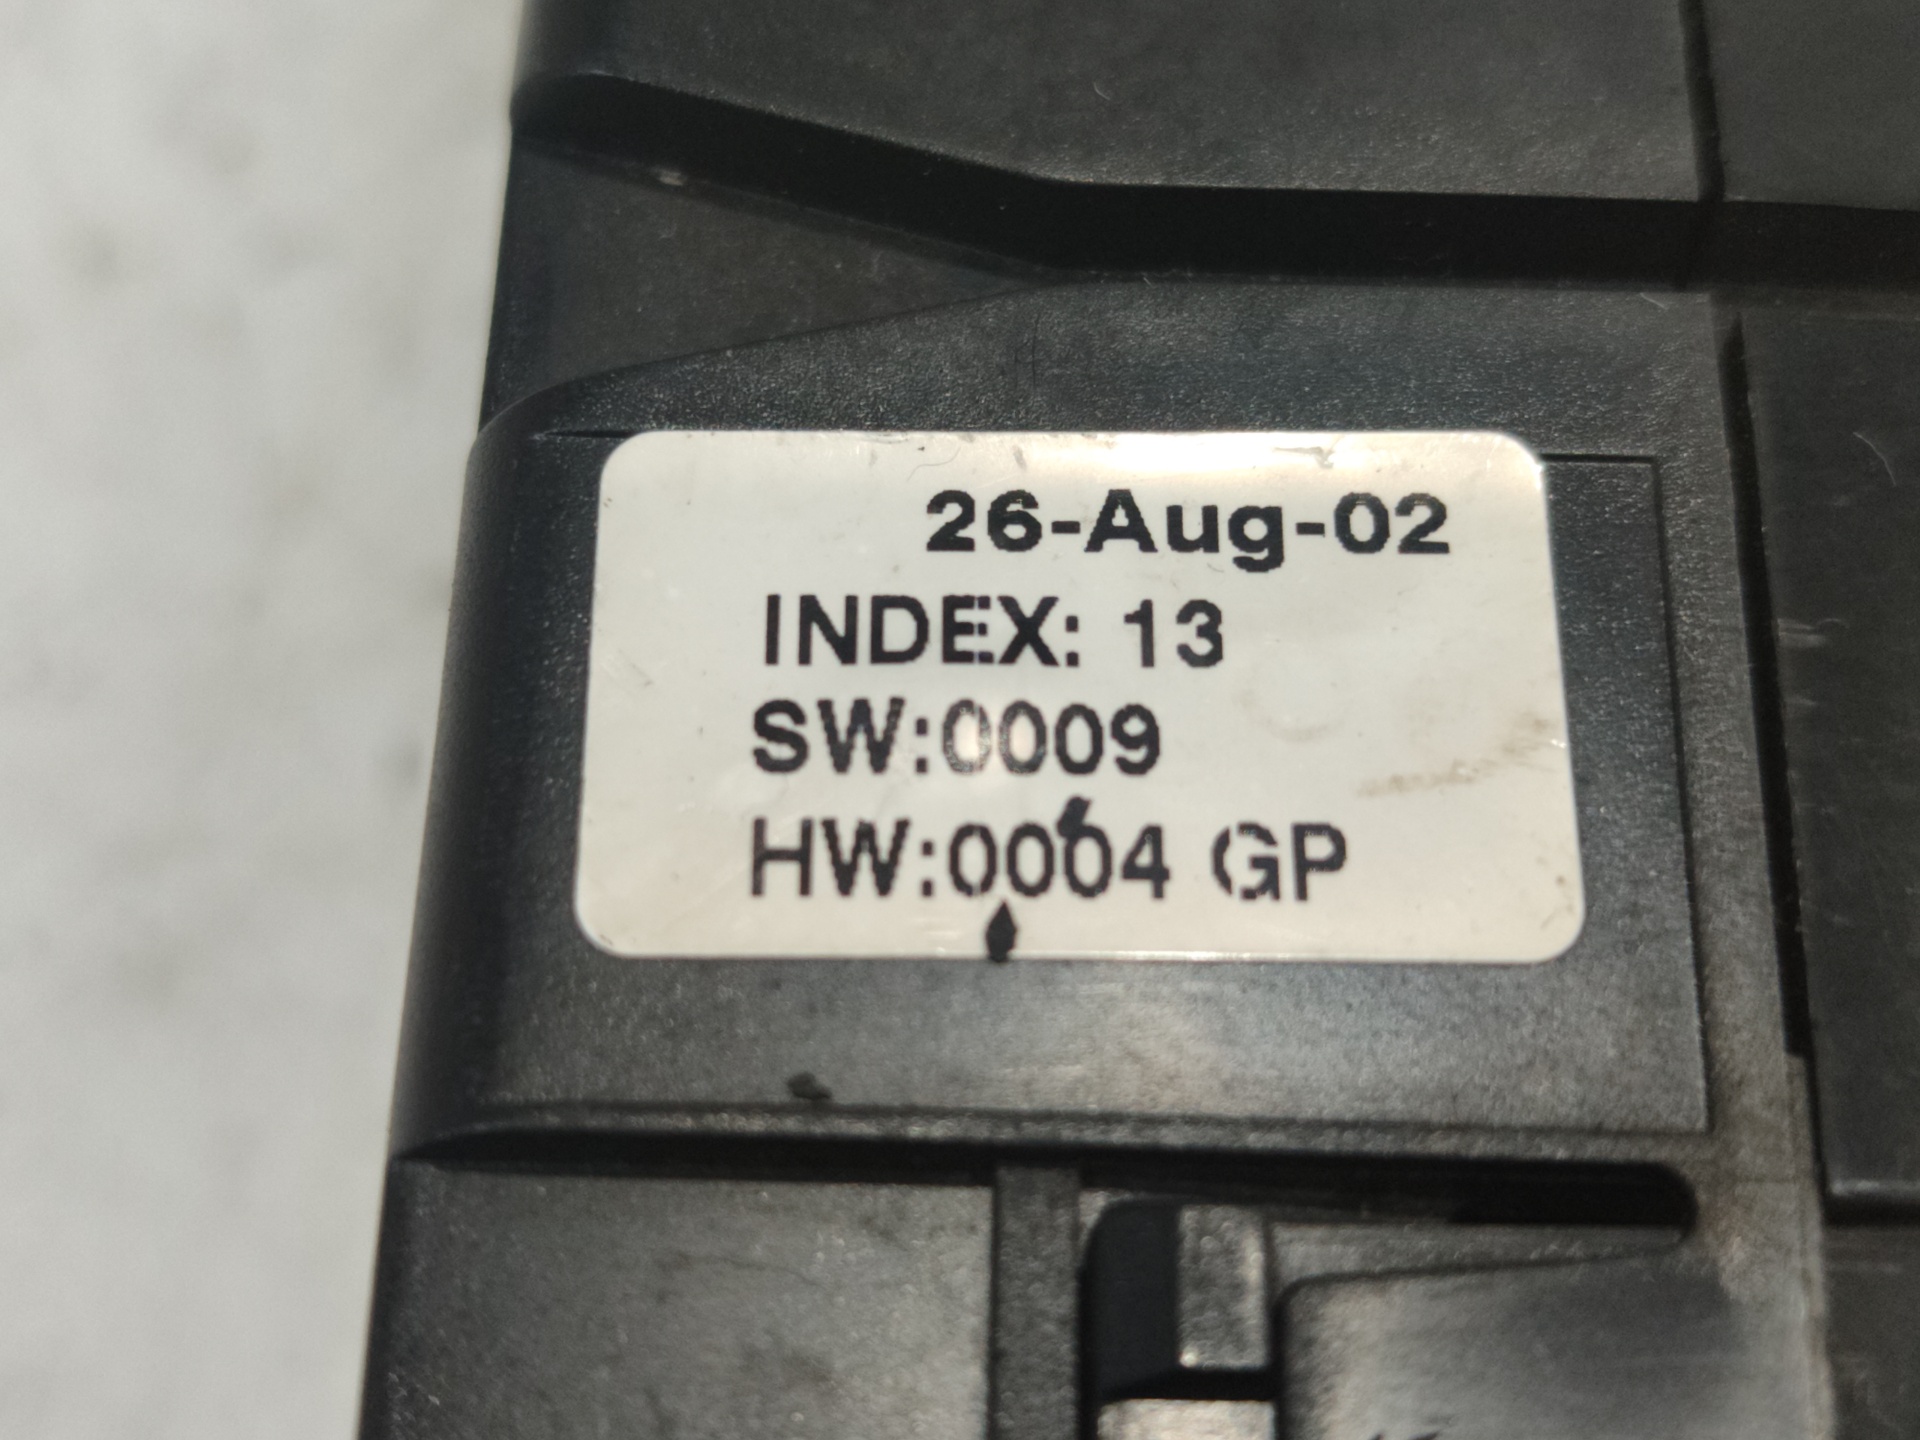 26-Aug-02
INDEX: 13
SW:0009
HW:0004 GP